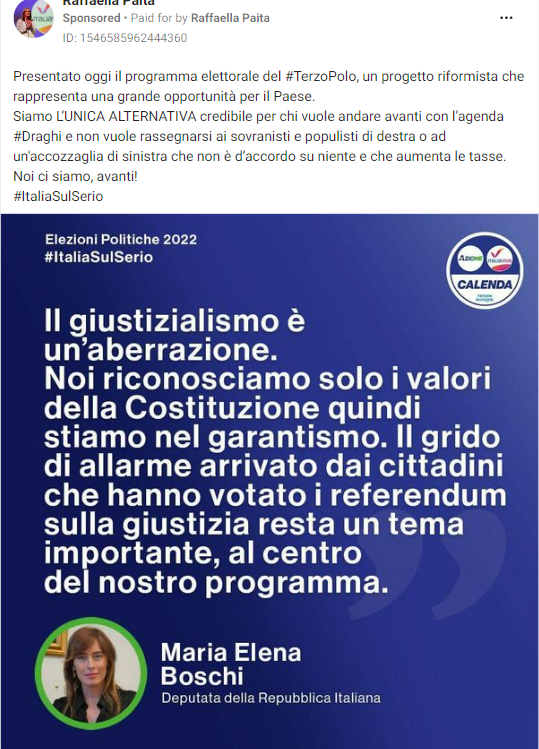 Raffaella Paita
Sponsored • Paid for by Raffaella Paita
ID: 1546585962444360
Presentato oggi il programma elettorale del #TerzoPolo, un progetto riformista che
rappresenta una grande opportunità per il Paese.
Siamo L'UNICA ALTERNATIVA credibile per chi vuole andare avanti con l'agenda
#Draghi e non vuole rassegnarsi ai sovranisti e populisti di destra o ad
un'accozzaglia di sinistra che non è d'accordo su niente e che aumenta le tasse.
Noi ci siamo, avanti!
#ItaliaSulSerio
Elezioni Politiche 2022
#ItaliaSulSerio
AZIONE
ITALIAVIVA
CALENDA
renew
europe.
Il giustizialismo è
un'aberrazione.
Noi riconosciamo solo i valori
della Costituzione quindi
stiamo nel garantismo. Il grido
di allarme arrivato dai cittadini
che hanno votato i referendum
sulla giustizia resta un tema
importante, al centro
del nostro programma.
Maria Elena
Boschi
Deputata della Repubblica Italiana